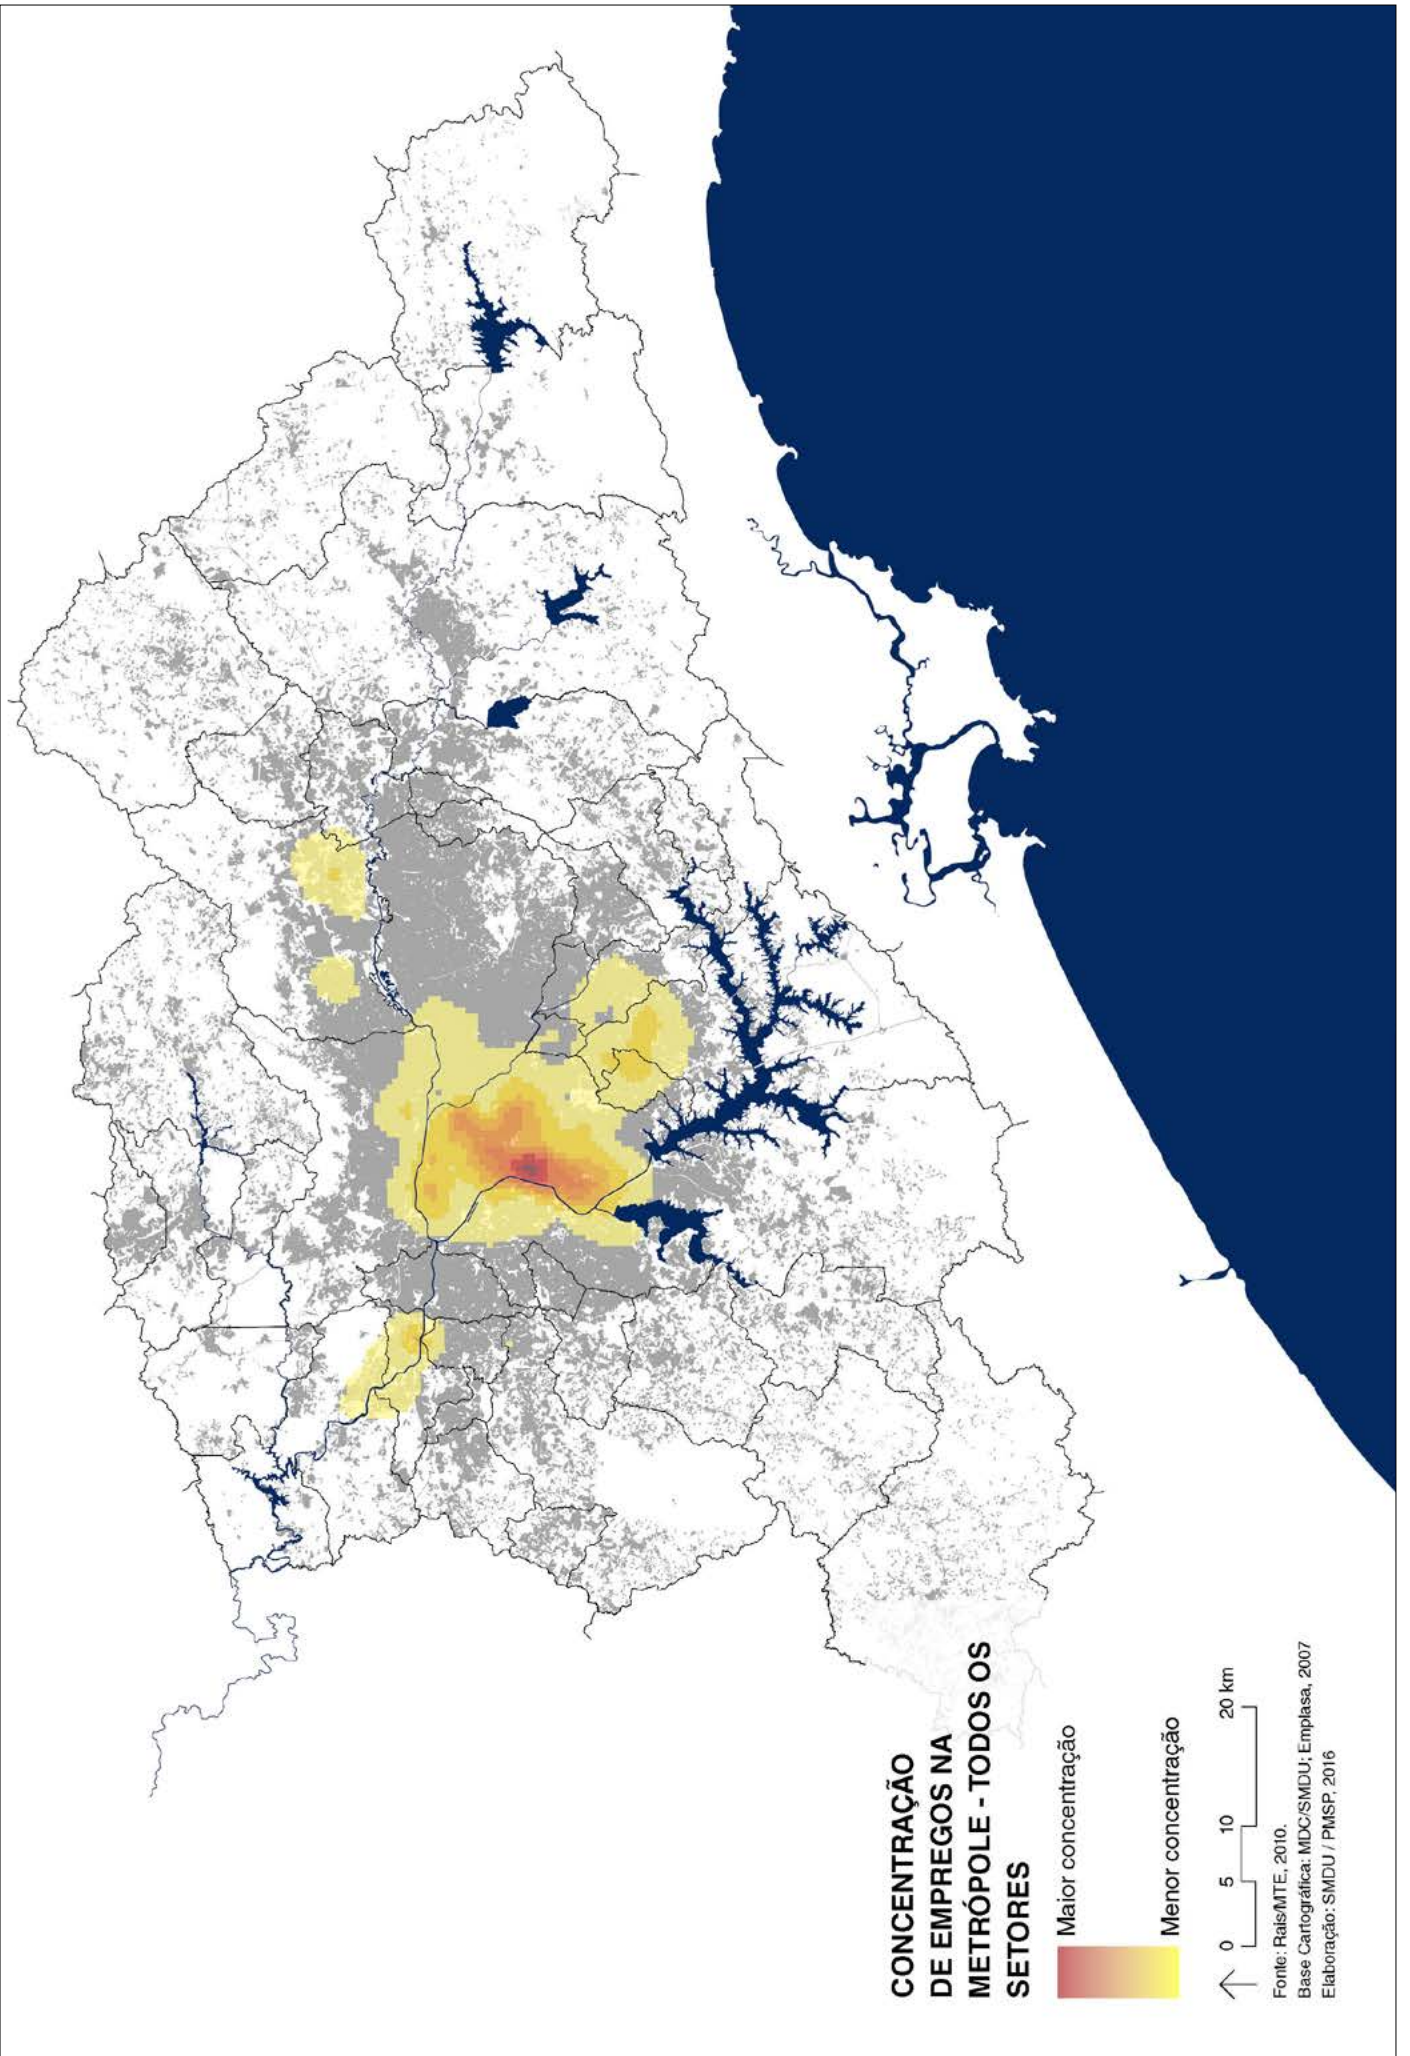 CONCENTRAÇÃO
DE EMPREGOS NA
METRÓPOLE - TODOS OS
SETORES
Maior concentração
Menor concentração
0 5 10 20 km
Fonte: Rais/MTE, 2010.
Base Cartográfica: MDC/SMDU; Emplasa, 2007
Elaboração: SMDU / PMSP, 2016